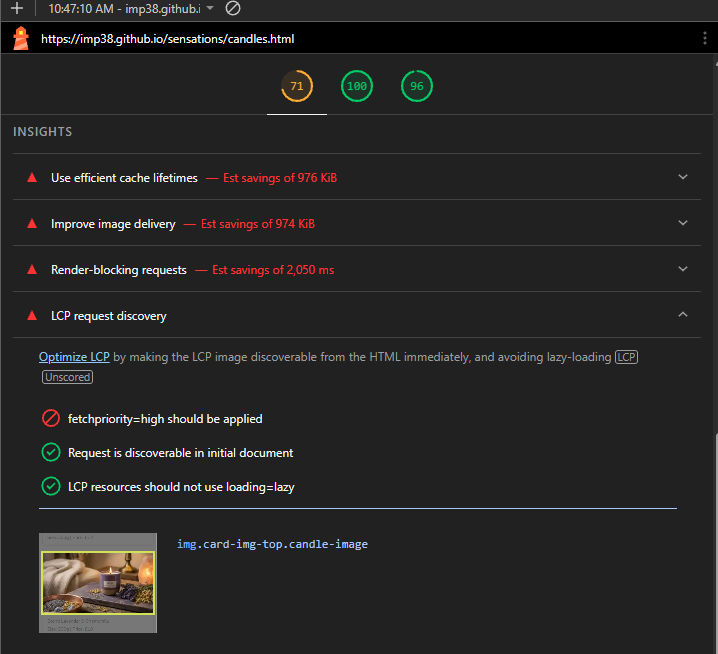 10:47:10 AM - imp38.github.i
https://imp38.github.io/sensations/candles.html
71 100 96
INSIGHTS
Use efficient cache lifetimes — Est savings of 976 KiB
Improve image delivery — Est savings of 974 KiB
Render-blocking requests — Est savings of 2,050 ms
LCP request discovery
Optimize LCP by making the LCP image discoverable from the HTML immediately, and avoiding lazy-loading LCP
Unscored
fetchpriority=high should be applied
Request is discoverable in initial document
LCP resources should not use loading=lazy
img.card-img-top.candle-image